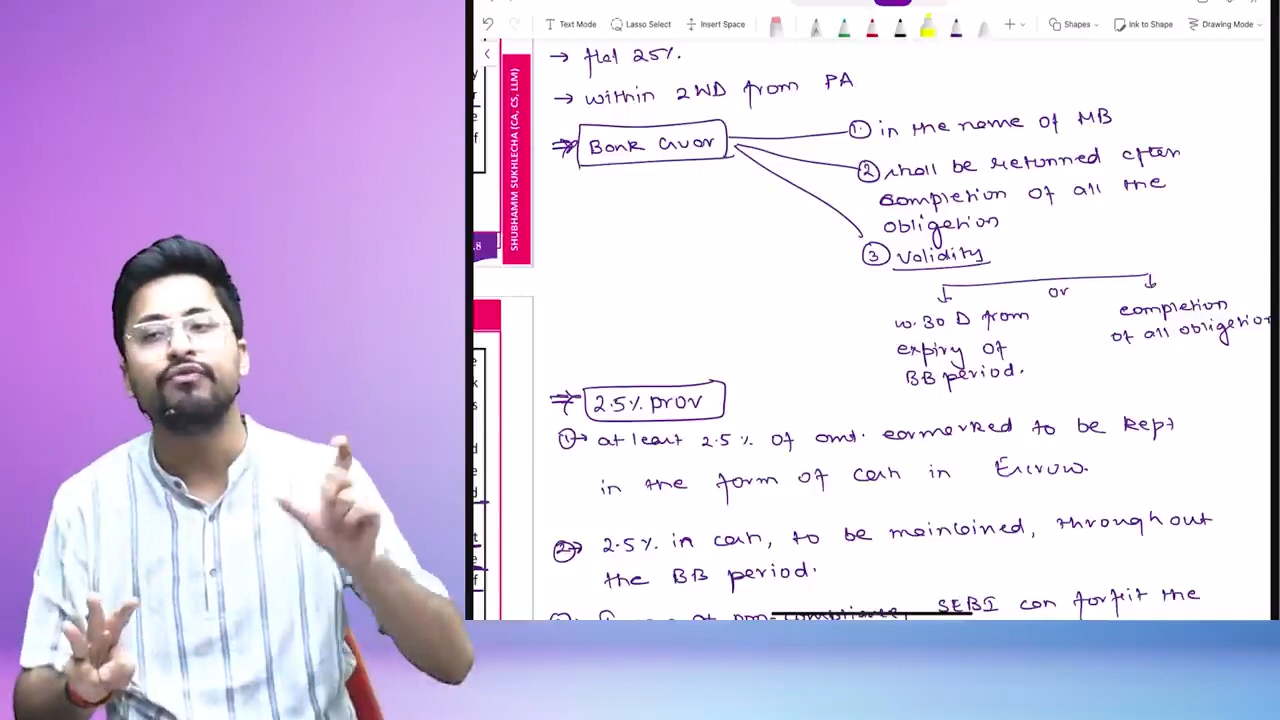 Text Mode
Lasso Select
Insert Space
Shapes
Ink to Shape
Drawing Mode
SHUBHAMM SUKHLECHA (CA, CS, LLM)
→ flat 25%.
→ within 2WD from PA
⇒ Bank Guar
① in the name of MB
② shall be returned after
completion of all the
obligation
③ Validity
or
w. 30 D from
expiry of
BB period.
completion
of all obligation
⇒ 2.5% prov
①→ at least 2.5% of amt. earmarked to be kept
in the form of cash in Escrow.
②→ 2.5% in cash, to be maintained, throughout
the BB period.
non-compliance, SEBI can forfit the